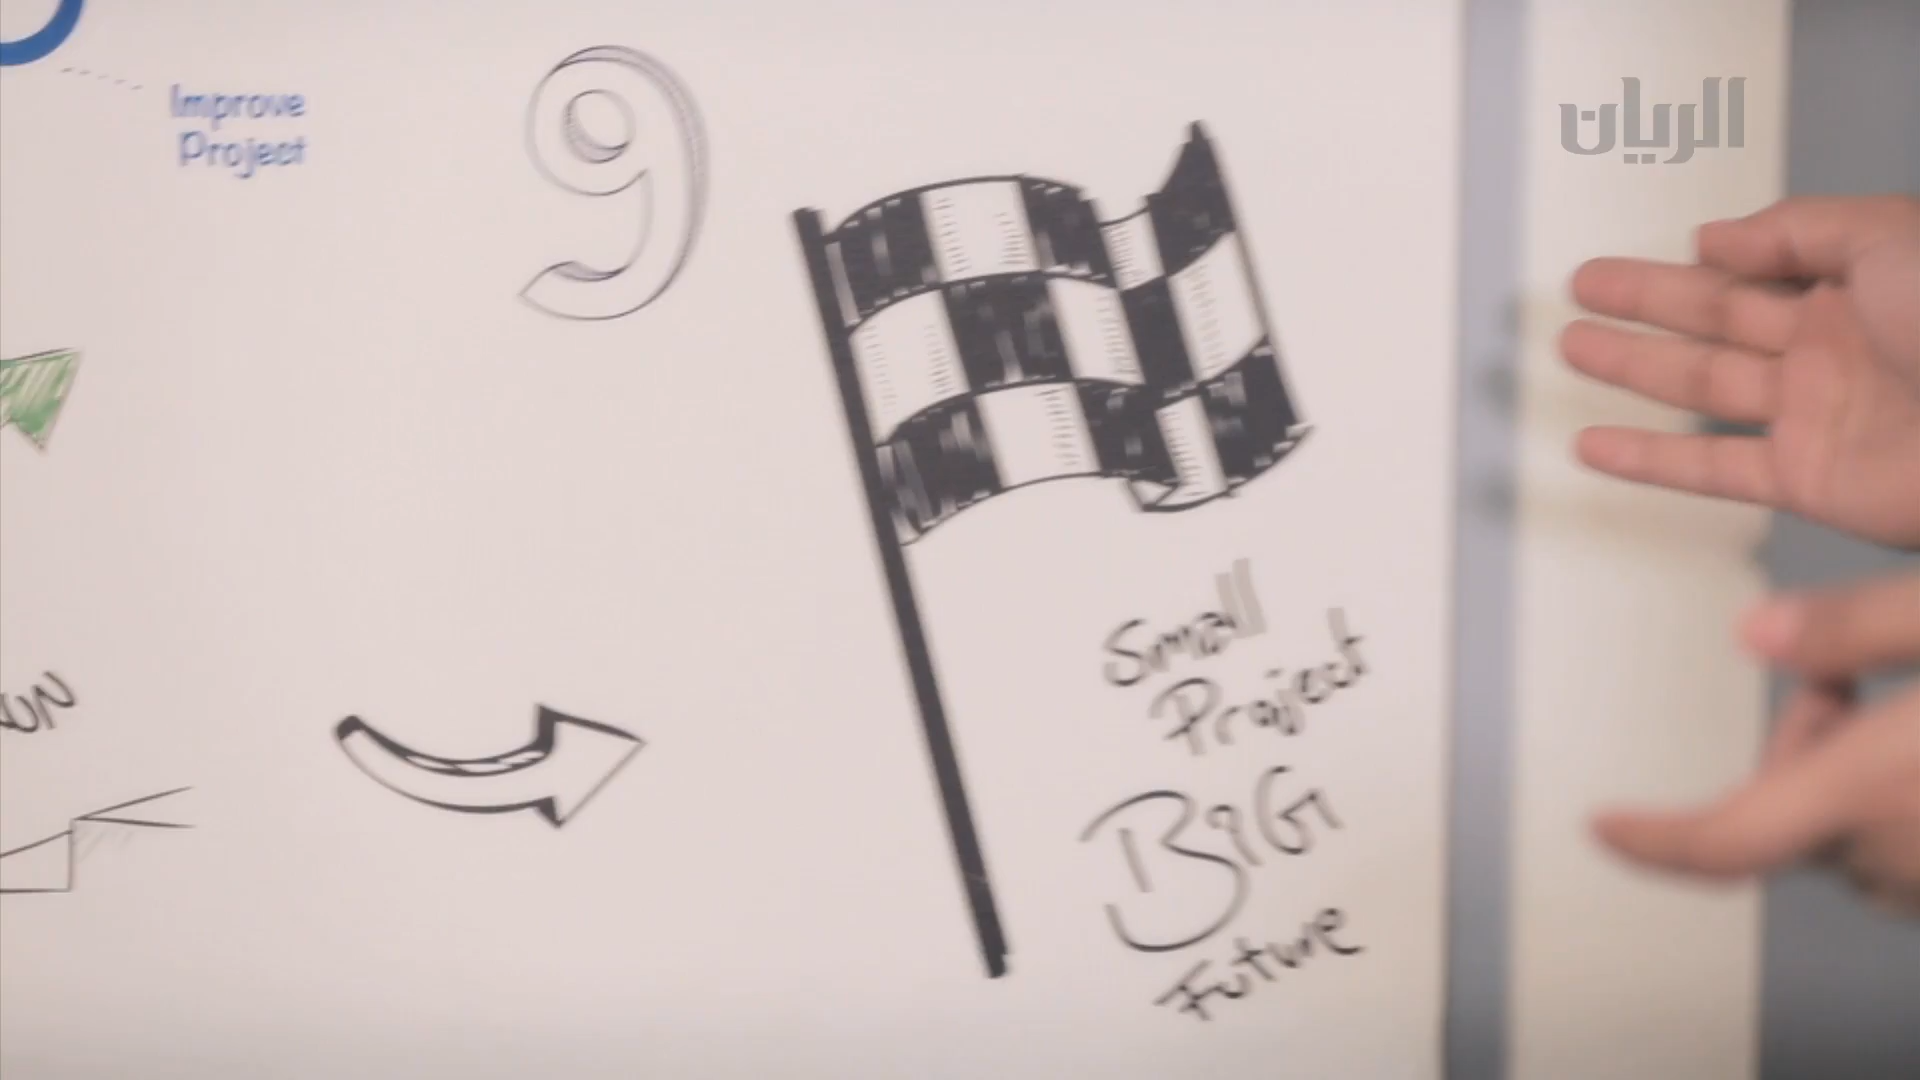 Improve
Project
9
الريان
Small
Project
BiG
Future